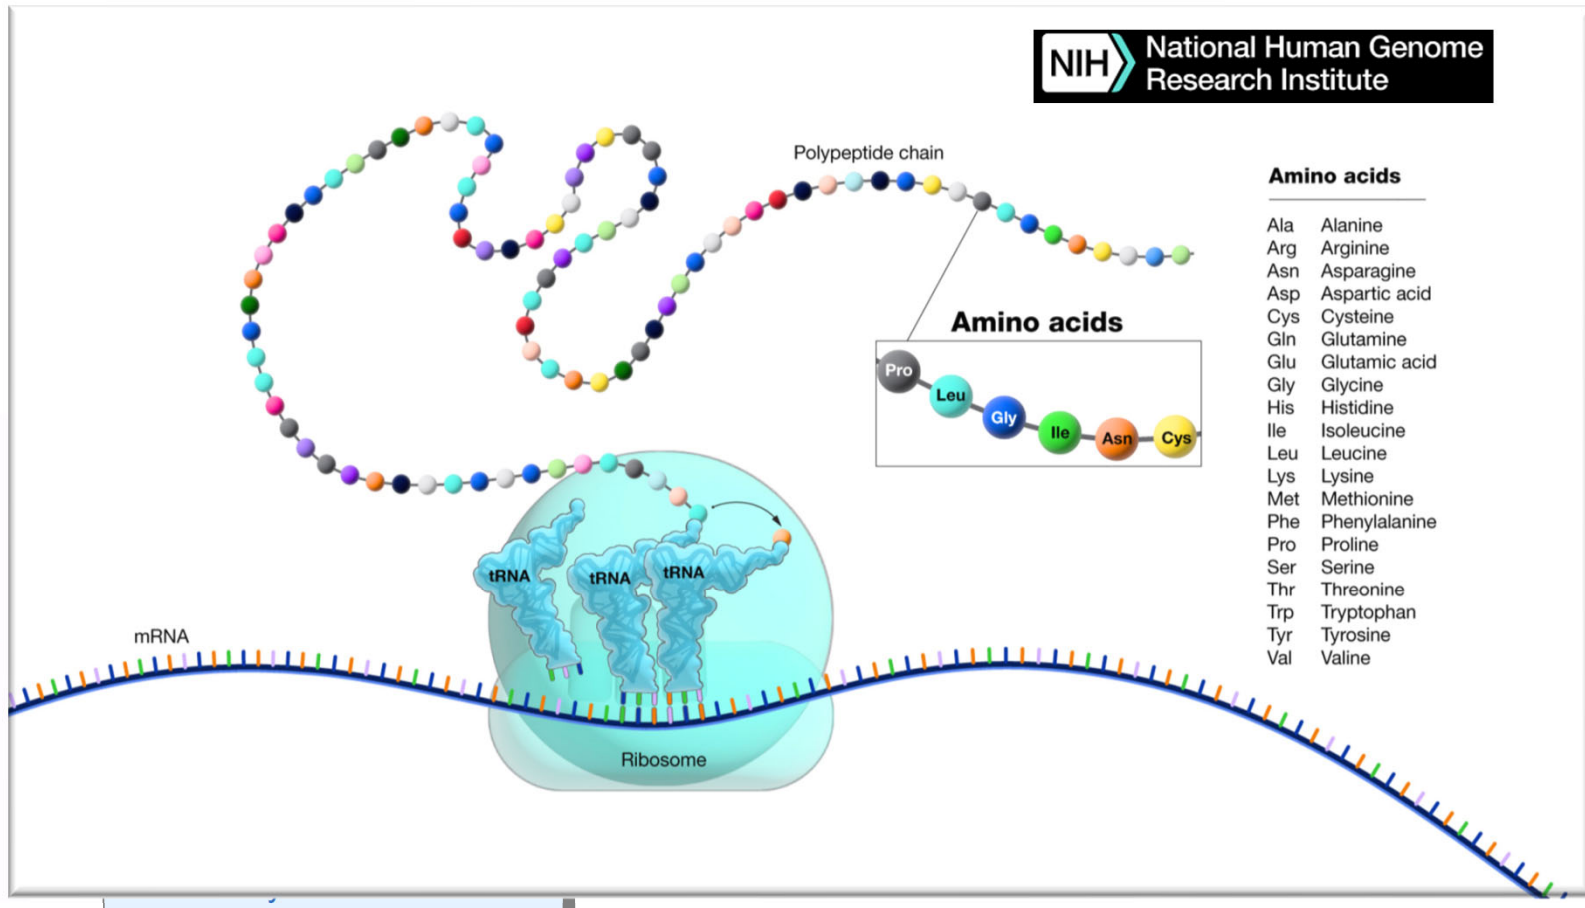 NIH
National Human Genome
Research Institute
Polypeptide chain
Amino acids
Pro
Leu
Gly
Ile
Asn
Cys
Amino acids
Ala Alanine
Arg Arginine
Asn Asparagine
Asp Aspartic acid
Cys Cysteine
Gln Glutamine
Glu Glutamic acid
Gly Glycine
His Histidine
Ile Isoleucine
Leu Leucine
Lys Lysine
Met Methionine
Phe Phenylalanine
Pro Proline
Ser Serine
Thr Threonine
Trp Tryptophan
Tyr Tyrosine
Val Valine
tRNA
tRNA
tRNA
mRNA
Ribosome